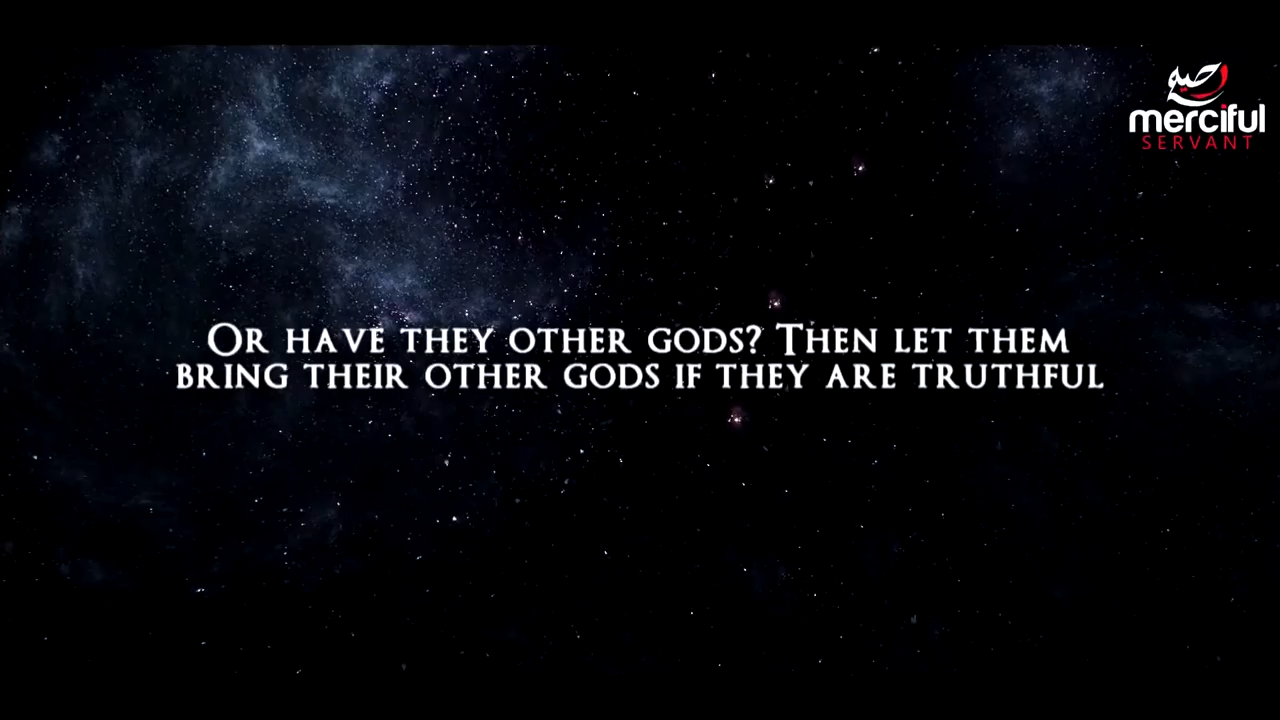 merciful
SERVANT
OR HAVE THEY OTHER GODS? THEN LET THEM
BRING THEIR OTHER GODS IF THEY ARE TRUTHFUL